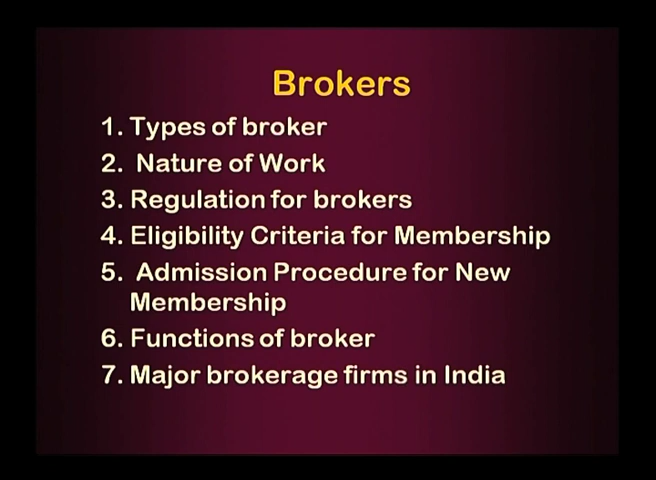 Brokers
1. Types of broker
2. Nature of Work
3. Regulation for brokers
4. Eligibility Criteria for Membership
5. Admission Procedure for New
Membership
6. Functions of broker
7. Major brokerage firms in India